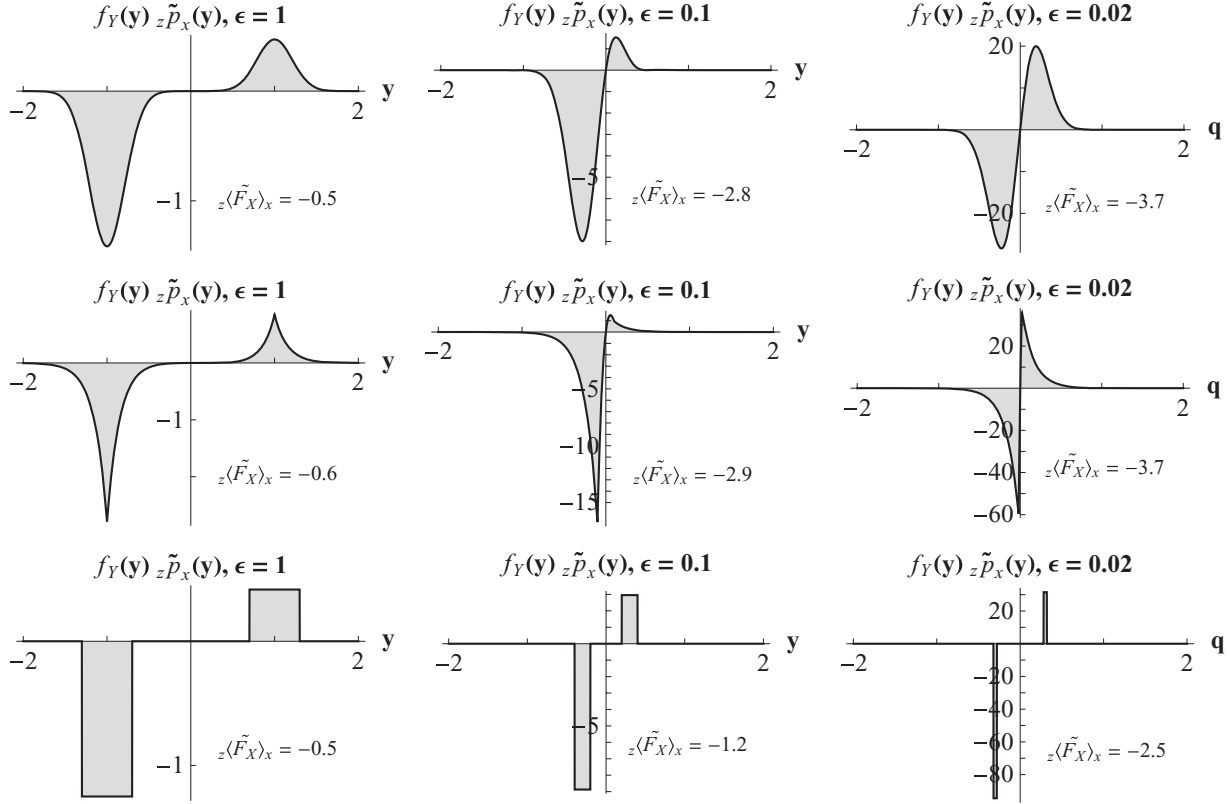 f_Y(y) _z p̃_x(y), ϵ = 1
y
−2
2
−1
_z⟨F̃_X⟩_x = −0.5
f_Y(y) _z p̃_x(y), ϵ = 0.1
y
−2
2
−5
_z⟨F̃_X⟩_x = −2.8
f_Y(y) _z p̃_x(y), ϵ = 0.02
20
q
−2
2
−20
_z⟨F̃_X⟩_x = −3.7
f_Y(y) _z p̃_x(y), ϵ = 1
y
−2
2
−1
_z⟨F̃_X⟩_x = −0.6
f_Y(y) _z p̃_x(y), ϵ = 0.1
y
−2
2
−5
−10
−15
_z⟨F̃_X⟩_x = −2.9
f_Y(y) _z p̃_x(y), ϵ = 0.02
20
q
−2
2
−20
−40
−60
_z⟨F̃_X⟩_x = −3.7
f_Y(y) _z p̃_x(y), ϵ = 1
y
−2
2
−1
_z⟨F̃_X⟩_x = −0.5
f_Y(y) _z p̃_x(y), ϵ = 0.1
y
−2
2
−5
_z⟨F̃_X⟩_x = −1.2
f_Y(y) _z p̃_x(y), ϵ = 0.02
20
q
−2
2
−20
−40
−60
−80
_z⟨F̃_X⟩_x = −2.5